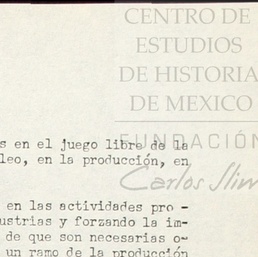 CENTRO DE
ESTUDIOS
DE HISTORIA
DE MEXICO
FUNDACIÓN
Carlos Slim
s en el juego libre de la
leo, en la producción, en
en las actividades pro -
ustrias y forzando la im-
de que son necesarias o-
un ramo de la producción